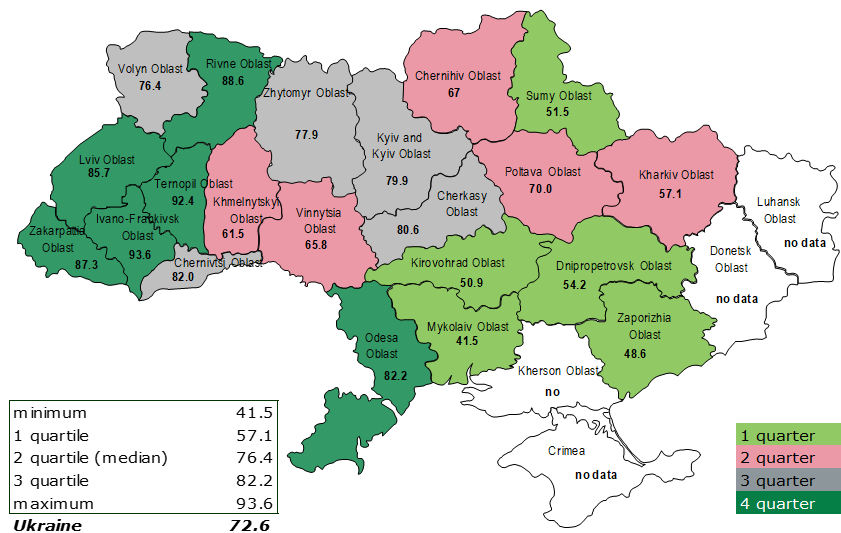 Volyn Oblast
76.4
Rivne Oblast
88.6
Zhytomyr Oblast
77.9
Chernihiv Oblast
67
Sumy Oblast
51.5
Kyiv and
Kyiv Oblast
79.9
Lviv Oblast
85.7
Ternopil Oblast
92.4
Khmelnytskyi
Oblast
61.5
Vinnytsia
Oblast
65.8
Cherkasy
Oblast
80.6
Poltava Oblast
70.0
Kharkiv Oblast
57.1
Luhansk
Oblast
no data
Zakarpattia
Oblast
87.3
Ivano-Frankivsk
Oblast
93.6
Chernivtsi Oblast
82.0
Kirovohrad Oblast
50.9
Dnipropetrovsk Oblast
54.2
Donetsk
Oblast
no data
Odesa
Oblast
82.2
Mykolaiv Oblast
41.5
Zaporizhia
Oblast
48.6
Kherson Oblast
no
Crimea
no data
minimum 41.5
1 quartile 57.1
2 quartile (median) 76.4
3 quartile 82.2
maximum 93.6
Ukraine 72.6
1 quarter
2 quarter
3 quarter
4 quarter